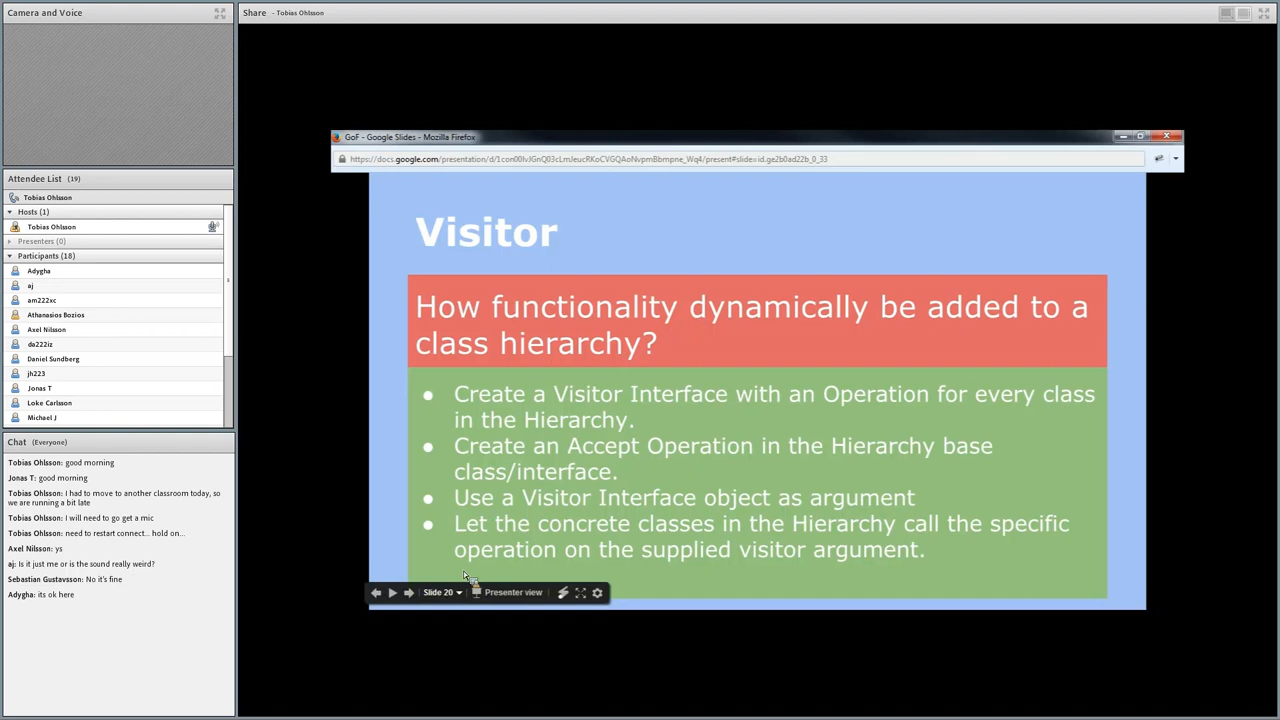 Camera and Voice
Attendee List (19)
Tobias Ohlsson
Hosts (1)
Tobias Ohlsson
Presenters (0)
Participants (18)
Adygha
aj
am222xc
Athanasios Bozios
Axel Nilsson
da222iz
Daniel Sundberg
jh223
Jonas T
Loke Carlsson
Michael J
Chat (Everyone)
Tobias Ohlsson: good morning
Jonas T: good morning
Tobias Ohlsson: I had to move to another classroom today, so
we are running a bit late
Tobias Ohlsson: I will need to go get a mic
Tobias Ohlsson: need to restart connect... hold on...
Axel Nilsson: ys
aj: Is it just me or is the sound really weird?
Sebastian Gustavsson: No it's fine
Adygha: its ok here
Share - Tobias Ohlsson
GoF - Google Slides - Mozilla Firefox
Visitor
How functionality dynamically be added to a
class hierarchy?
● Create a Visitor Interface with an Operation for every class
in the Hierarchy.
● Create an Accept Operation in the Hierarchy base
class/interface.
● Use a Visitor Interface object as argument
● Let the concrete classes in the Hierarchy call the specific
operation on the supplied visitor argument.
Slide 20
Presenter view